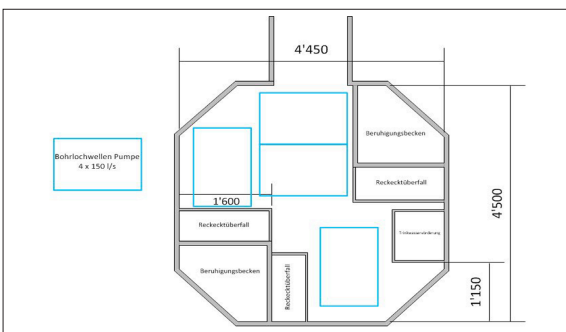 4'450
Beruhigungsbecken
Bohrlochwellen Pumpe
4 x 150 l/s
Reckecktüberfall
1'600
4'500
Reckecktüberfall
Beruhigungsbecken
Reckecktüberfall
1'150